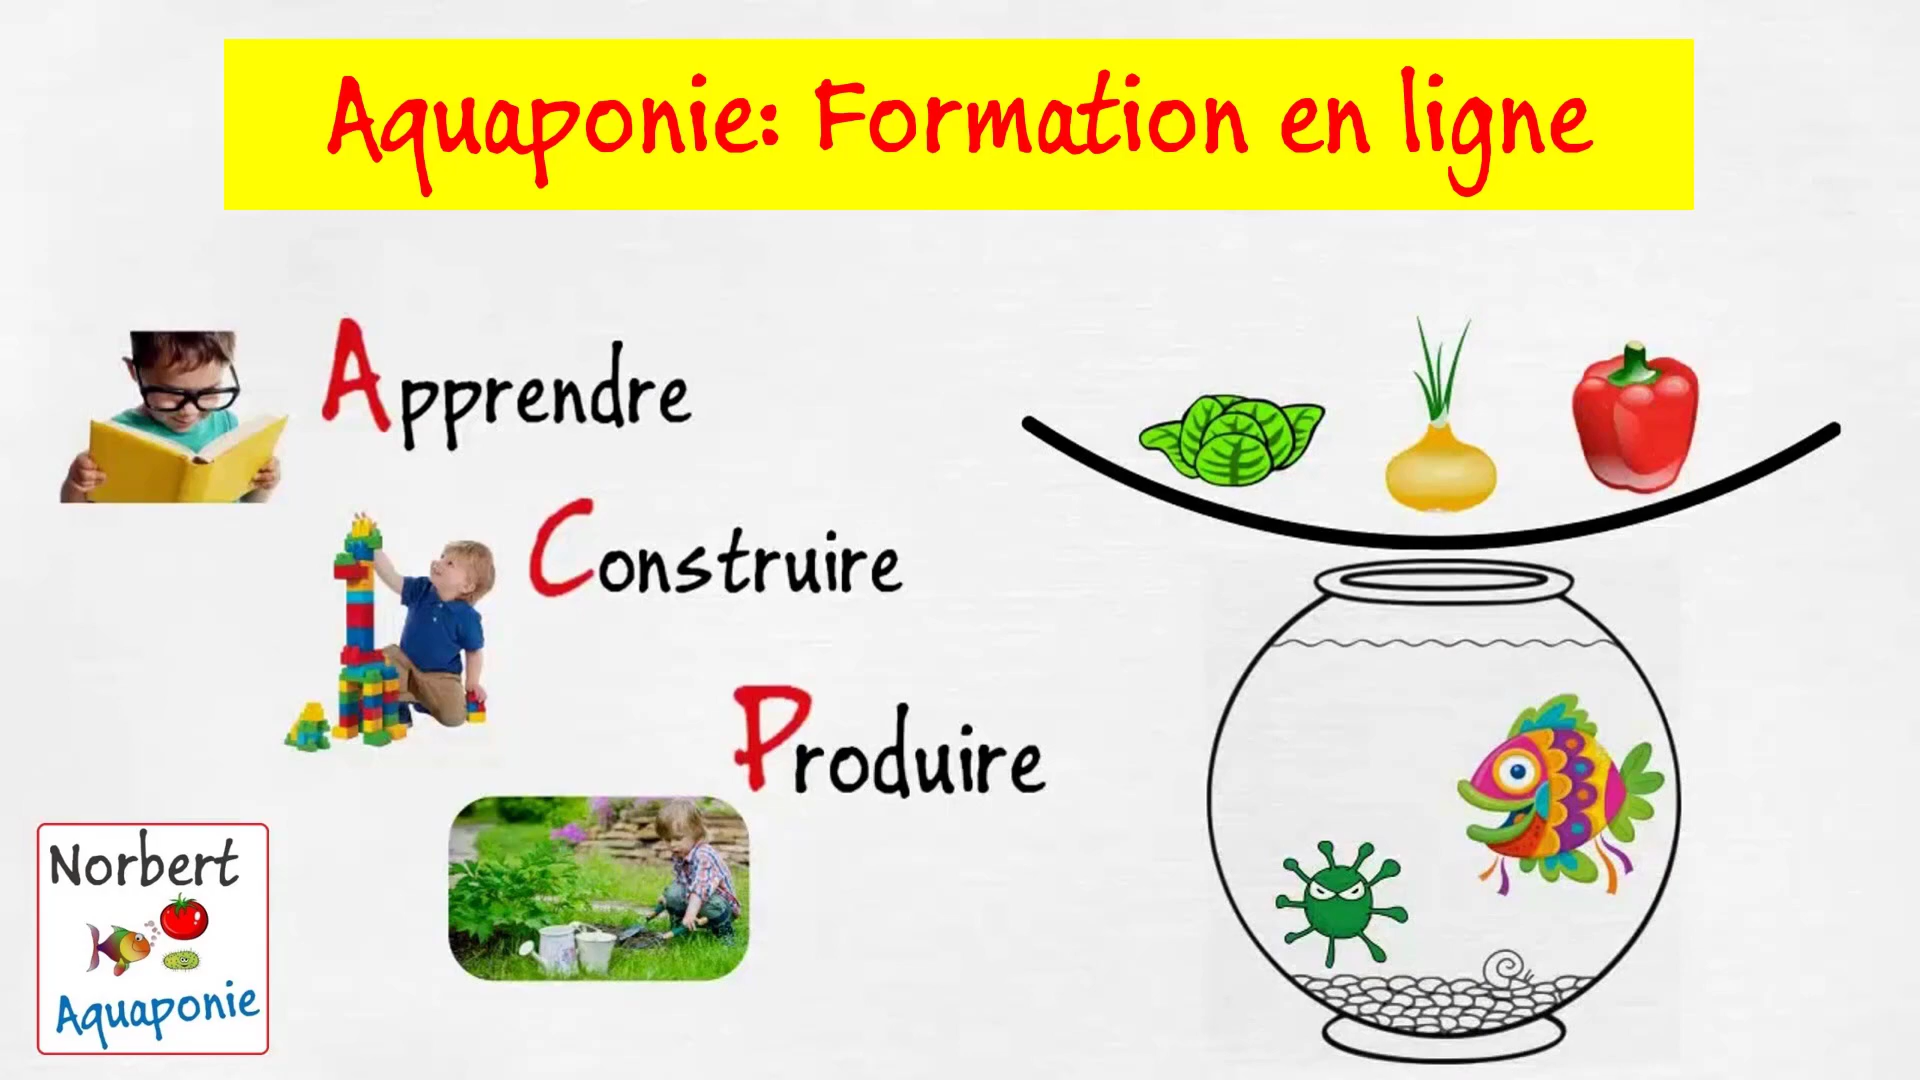 Aquaponie: Formation en ligne
Apprendre
Construire
Produire
Norbert
Aquaponie